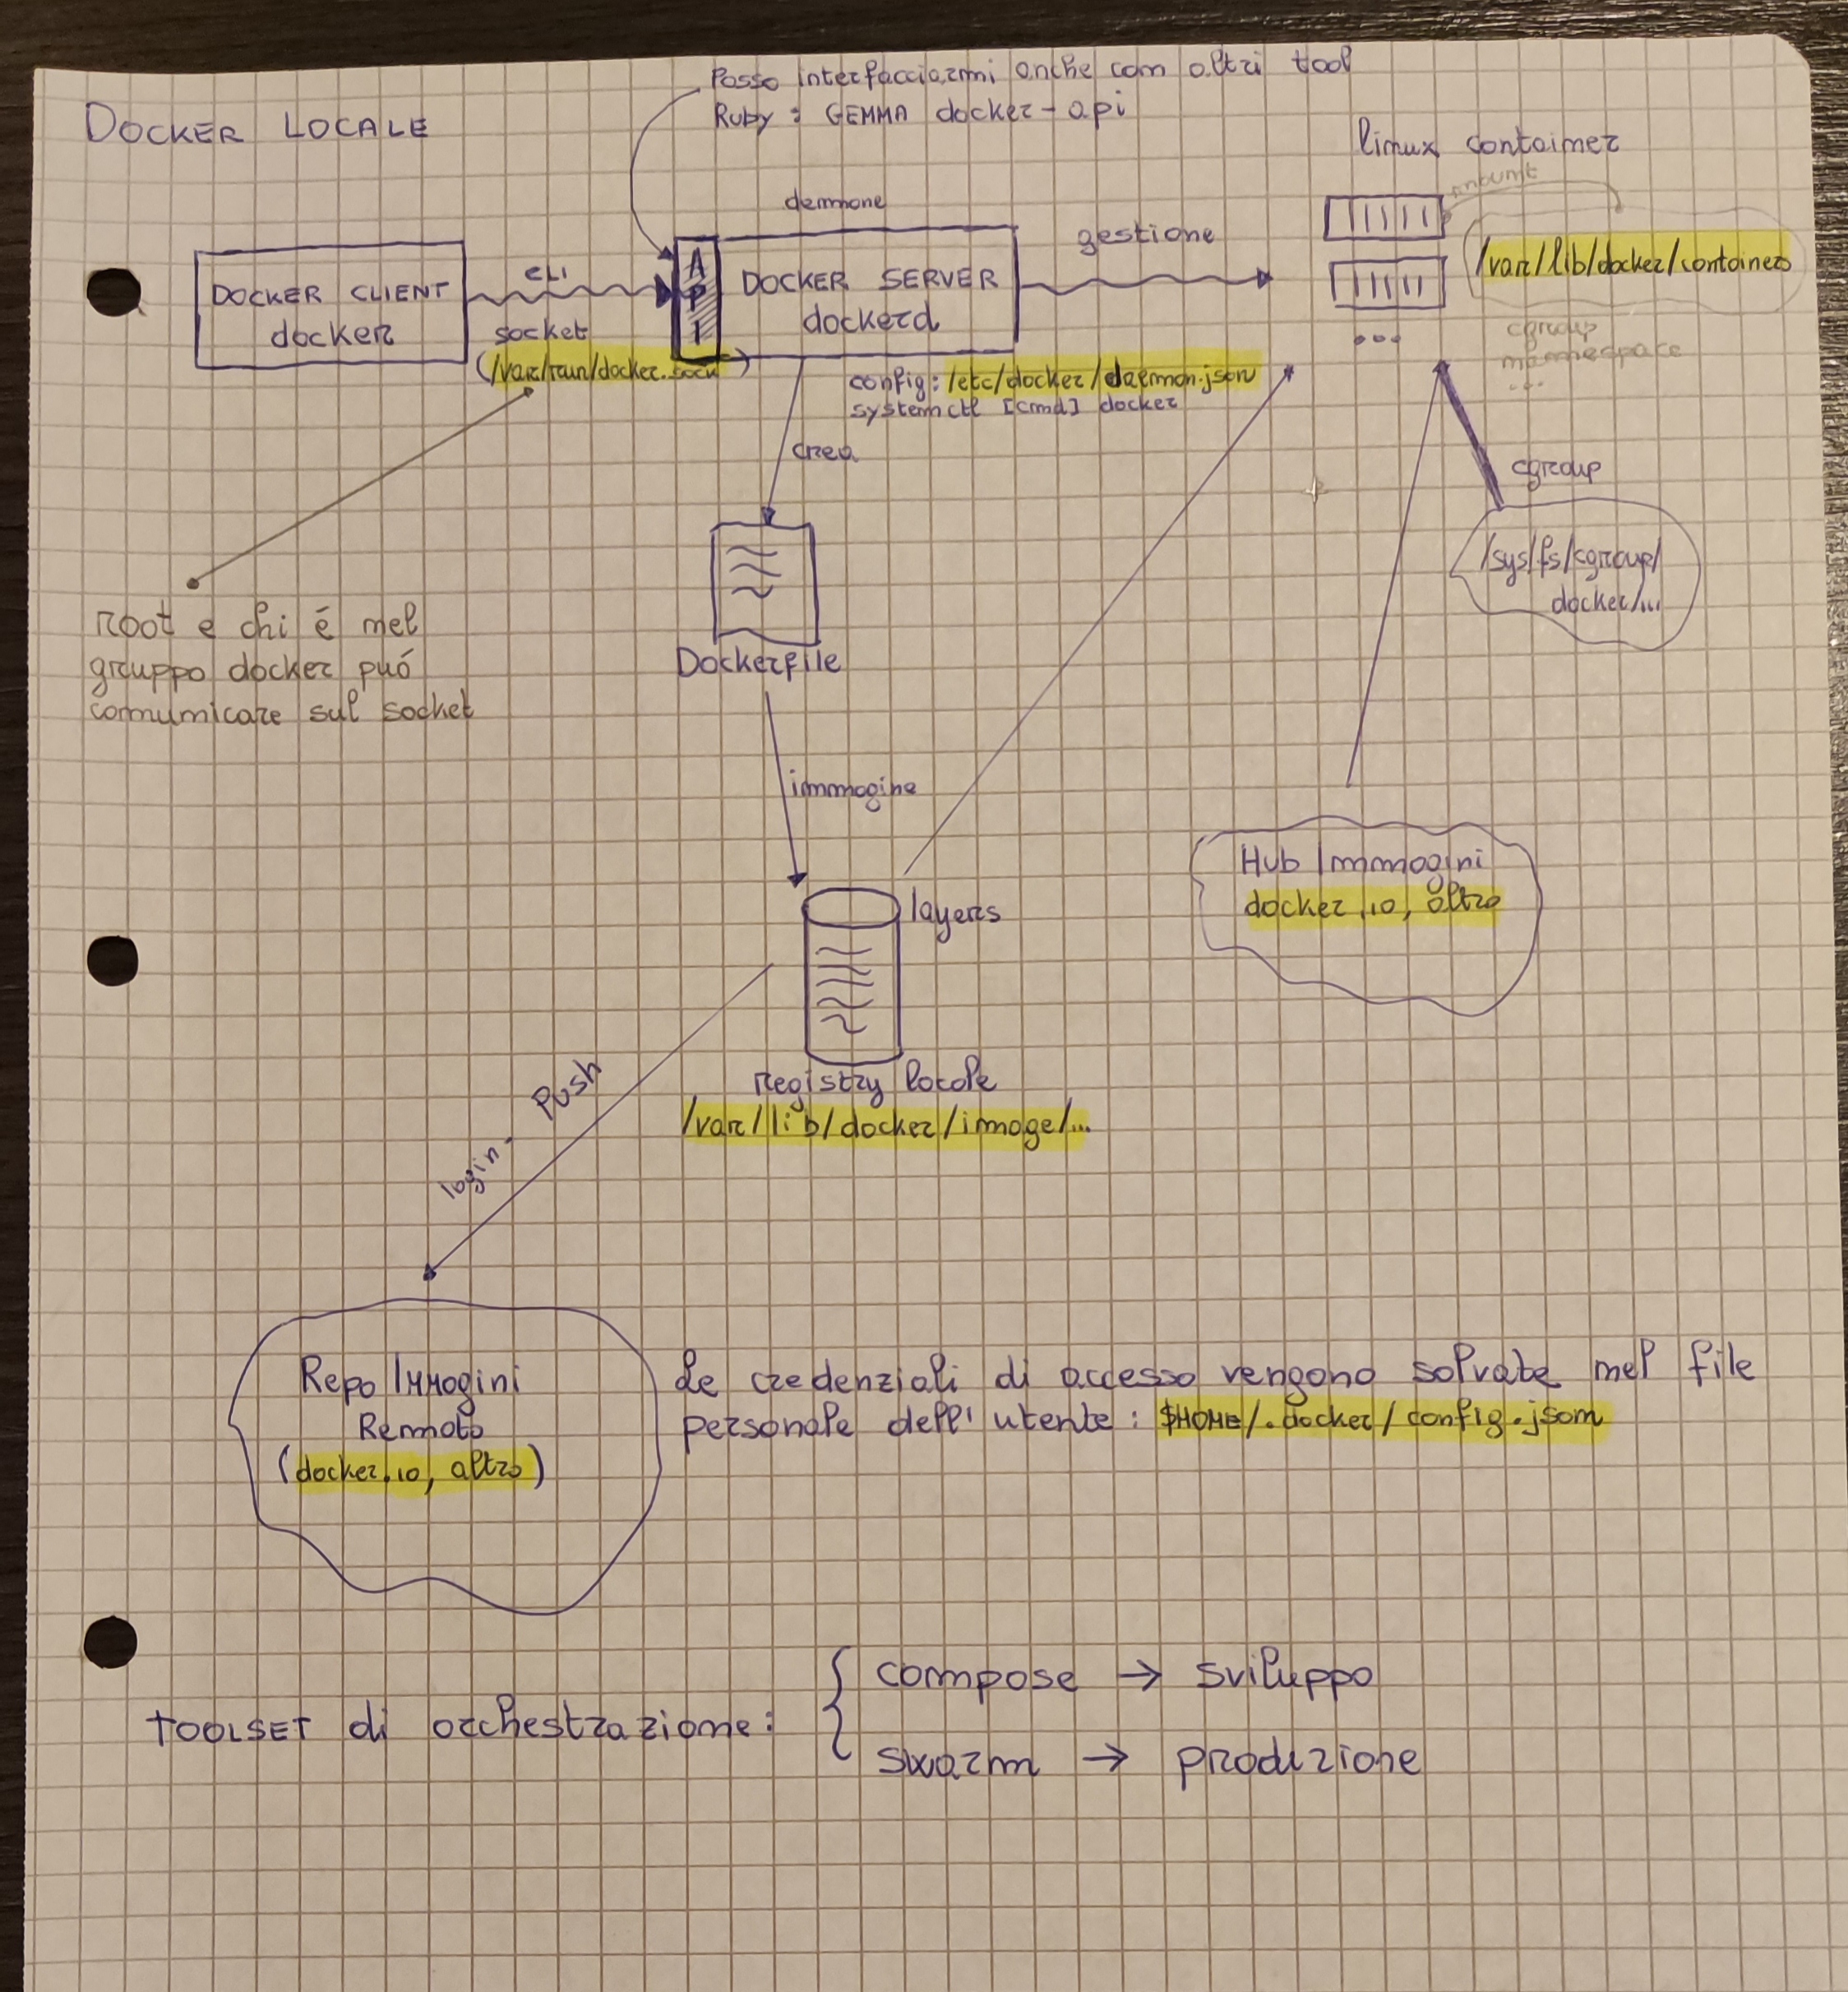 Posso interfacciarmi anche con altri tool
Ruby : GEMMA docker-api
DOCKER LOCALE
linux container
mount
demone
DOCKER CLIENT
docker
CLI
socket
(/var/run/docker.sock)
API
DOCKER SERVER
dockerd
gestione
/var/lib/docker/containers
...
cgroup
namespace
...
config: /etc/docker/daemon.json
systemctl [cmd] docker
crea
cgroup
/sys/fs/cgroup/
docker/...
root e chi é nel
gruppo docker puó
comunicare sul socket
Dockerfile
immagine
Hub Immagini
docker.io, altro
layers
registry locale
/var/lib/docker/image/...
login - Push
Repo Immagini
Remoto
(docker.io, altro)
Le credenziali di accesso vengono salvate nel file
personale dell'utente: $HOME/.docker/config.json
TOOLSET di orchestrazione:
compose → sviluppo
swarm → produzione